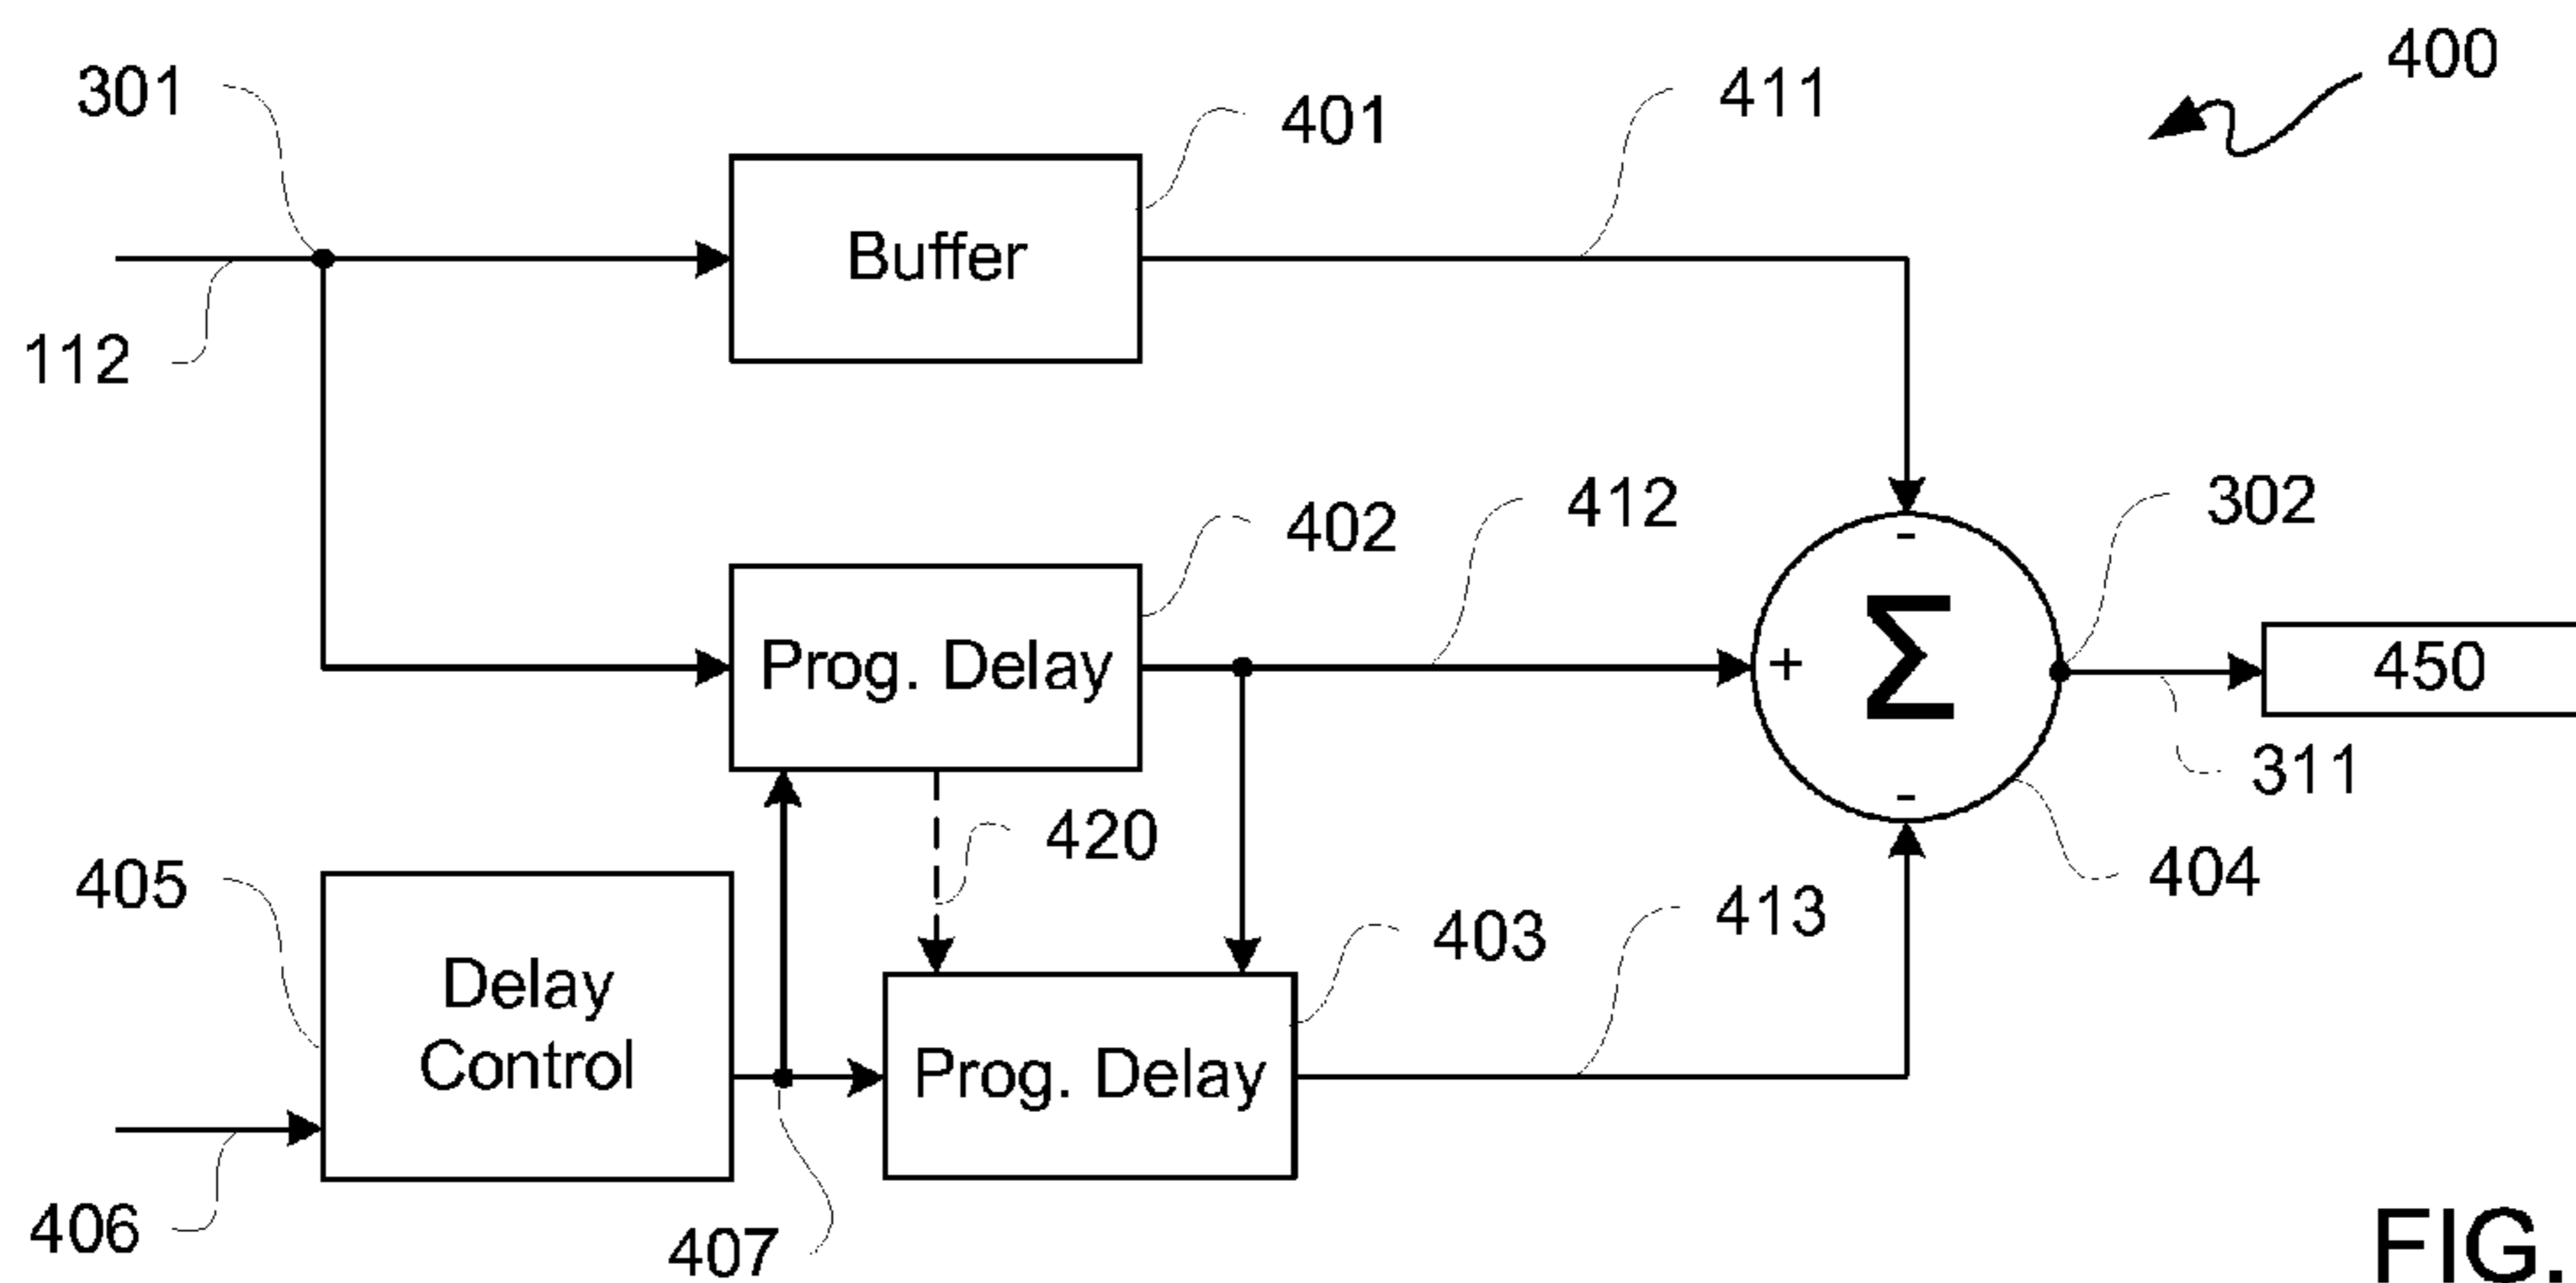 400
301
401
411
Buffer
112
302
412
402
Σ
-
+
-
Prog. Delay
450
311
420
404
405
413
403
Delay
Control
Prog. Delay
406
407
FIG.